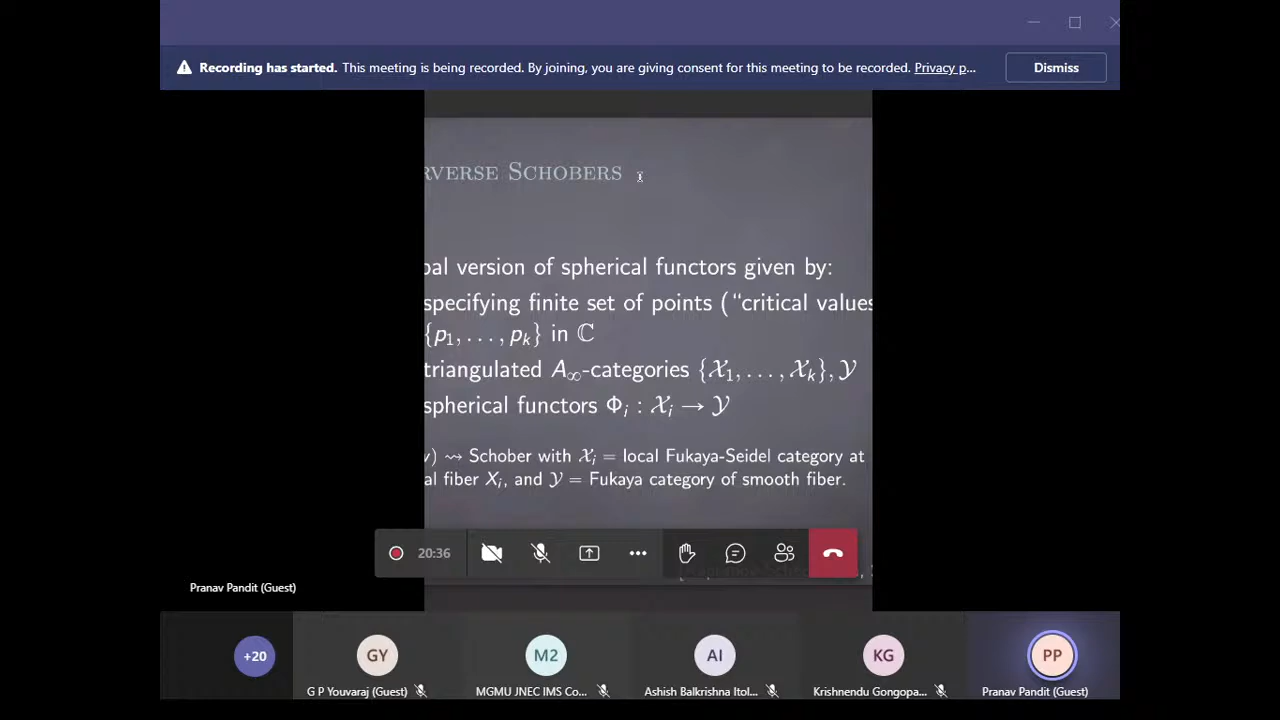 Recording has started. This meeting is being recorded. By joining, you are giving consent for this meeting to be recorded. Privacy p...
Dismiss
RVERSE SCHOBERS
bal version of spherical functors given by:
specifying finite set of points (“critical values
{p₁, . . . , pₖ} in ℂ
triangulated A∞-categories {𝒳₁, . . . , 𝒳ₖ}, 𝒴
spherical functors Φᵢ : 𝒳ᵢ → 𝒴
v) ⇝ Schober with 𝒳ᵢ = local Fukaya-Seidel category at
al fiber Xᵢ, and 𝒴 = Fukaya category of smooth fiber.
20:36
Pranav Pandit (Guest)
+20
GY
M2
AI
KG
PP
G P Youvaraj (Guest)
MGMU JNEC IMS Co...
Ashish Balkrishna Itol...
Krishnendu Gongopa...
Pranav Pandit (Guest)